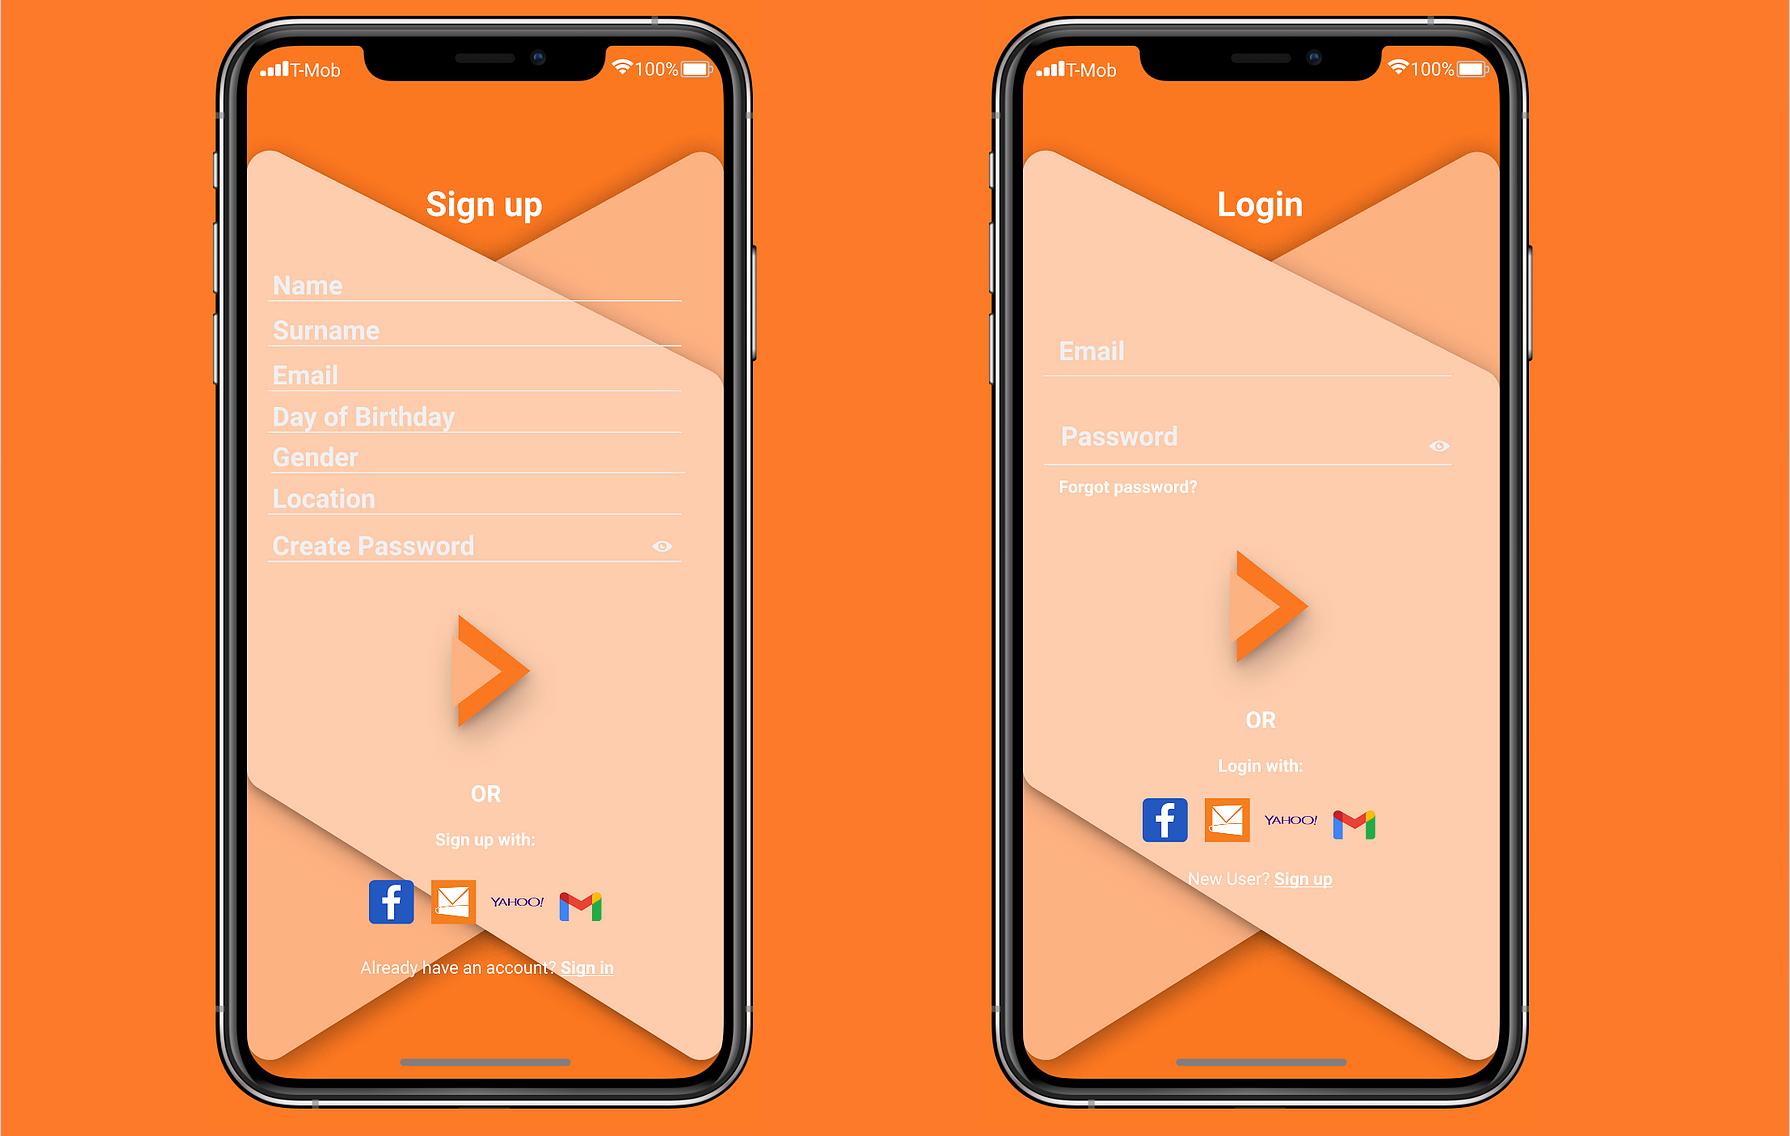 T-Mob 100%
Sign up
Name
Surname
Email
Day of Birthday
Gender
Location
Create Password
OR
Sign up with:
YAHOO!
Already have an account? Sign in
T-Mob 100%
Login
Email
Password
Forgot password?
OR
Login with:
YAHOO!
New User? Sign up